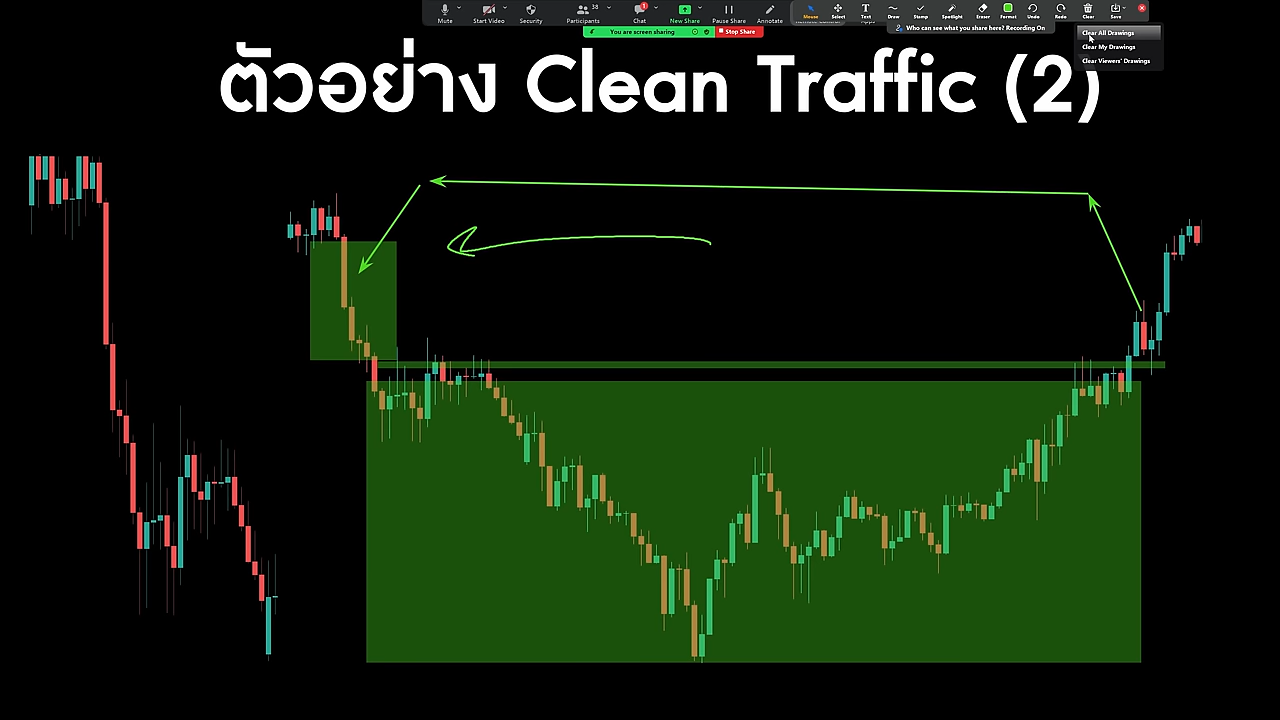 Mute
Start Video
Security
Participants
38
Chat
1
New Share
Pause Share
Annotate
Mouse
Select
Text
Draw
Stamp
Spotlight
Eraser
Format
Undo
Redo
Clear
Save
You are screen sharing
Stop Share
Who can see what you share here? Recording On
Clear All Drawings
Clear My Drawings
Clear Viewers' Drawings
ตัวอย่าง Clean Traffic (2)